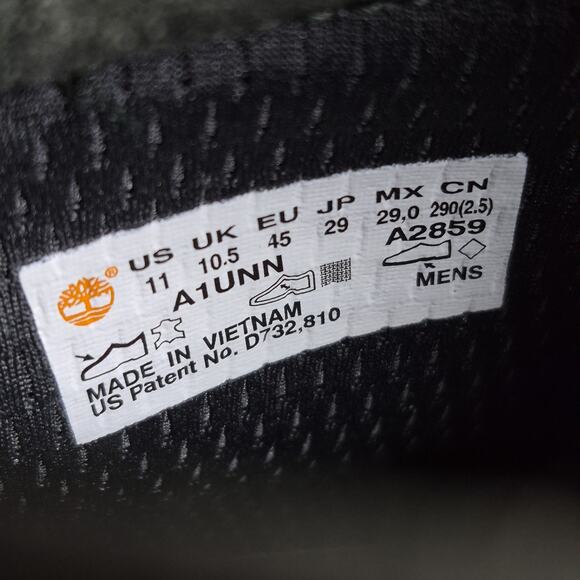 ®
US UK EU JP MX CN
11 10.5 45 29 29,0 290(2.5)
A1UNN A2859
MENS
MADE IN VIETNAM
US Patent No. D732,810